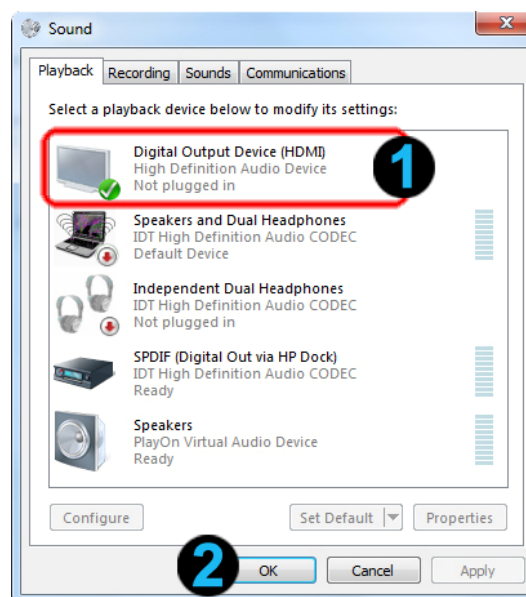 Sound
Playback Recording Sounds Communications
Select a playback device below to modify its settings:
Digital Output Device (HDMI)
High Definition Audio Device
Not plugged in
1
Speakers and Dual Headphones
IDT High Definition Audio CODEC
Default Device
Independent Dual Headphones
IDT High Definition Audio CODEC
Not plugged in
SPDIF (Digital Out via HP Dock)
IDT High Definition Audio CODEC
Ready
Speakers
PlayOn Virtual Audio Device
Ready
Configure Set Default Properties
2 OK Cancel Apply